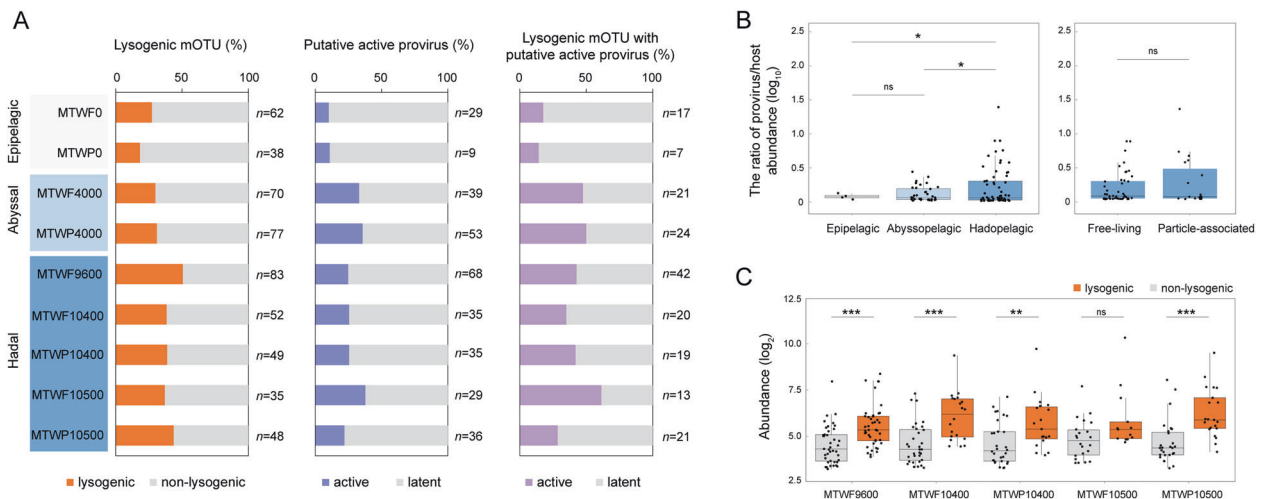 A
Lysogenic mOTU (%)
Putative active provirus (%)
Lysogenic mOTU with
putative active provirus (%)
0 50 100
0 50 100
0 50 100
Epipelagic
MTWF0 n=62 n=29 n=17
MTWP0 n=38 n=9 n=7
Abyssal
MTWF4000 n=70 n=39 n=21
MTWP4000 n=77 n=53 n=24
Hadal
MTWF9600 n=83 n=68 n=42
MTWF10400 n=52 n=35 n=20
MTWP10400 n=49 n=35 n=19
MTWF10500 n=35 n=29 n=13
MTWP10500 n=48 n=36 n=21
lysogenic non-lysogenic
active latent
active latent
B
The ratio of provirus/host
abundance (log10)
2.5
2.0
1.5
1.0
0.5
0
*
*
ns
Epipelagic Abyssopelagic Hadopelagic
2.5
2.0
1.5
1.0
0.5
0
ns
Free-living Particle-associated
C
lysogenic non-lysogenic
Abundance (log2)
12.5
10.0
7.5
5.0
2.5
*** *** ** ns ***
MTWF9600 MTWF10400 MTWP10400 MTWF10500 MTWP10500